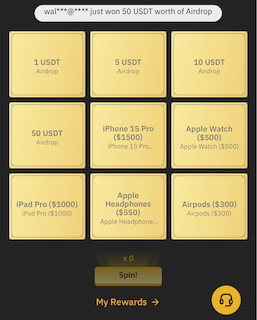 wal***@**** just won 50 USDT worth of Airdrop
1 USDT
Airdrop
5 USDT
Airdrop
10 USDT
Airdrop
50 USDT
Airdrop
iPhone 15 Pro
($1500)
iPhone 15 Pro...
Apple Watch
($500)
Apple Watch ($500)
iPad Pro ($1000)
iPad Pro ($1000)
Apple
Headphones
($550)
Apple Headphone...
Airpods ($300)
Airpods ($300)
x 0
Spin!
My Rewards →